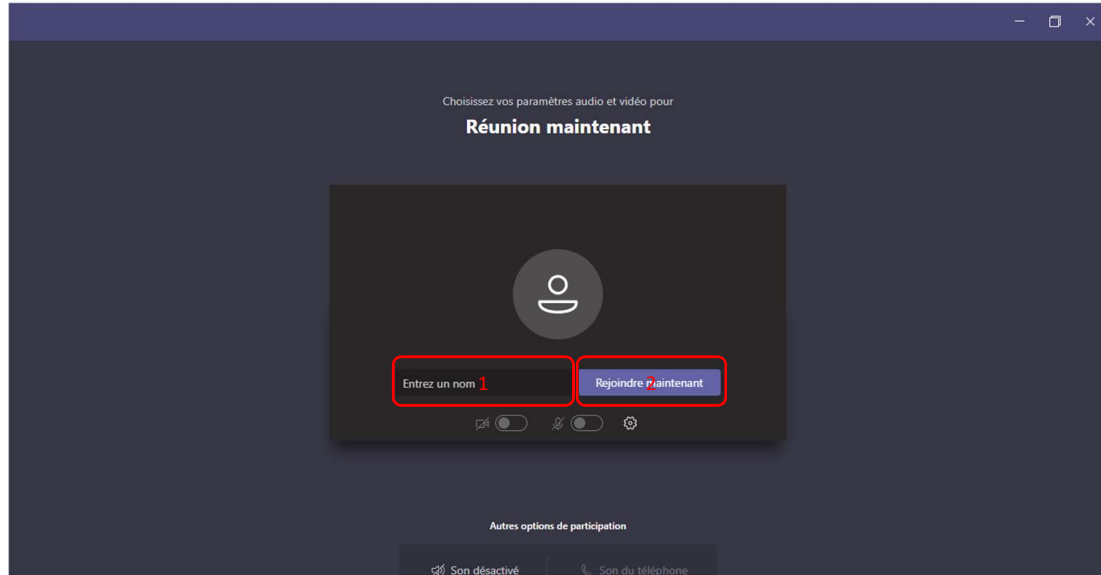 Choisissez vos paramètres audio et vidéo pour
Réunion maintenant
Entrez un nom 1
Rejoindre maintenant 2
Autres options de participation
Son désactivé
Son du téléphone